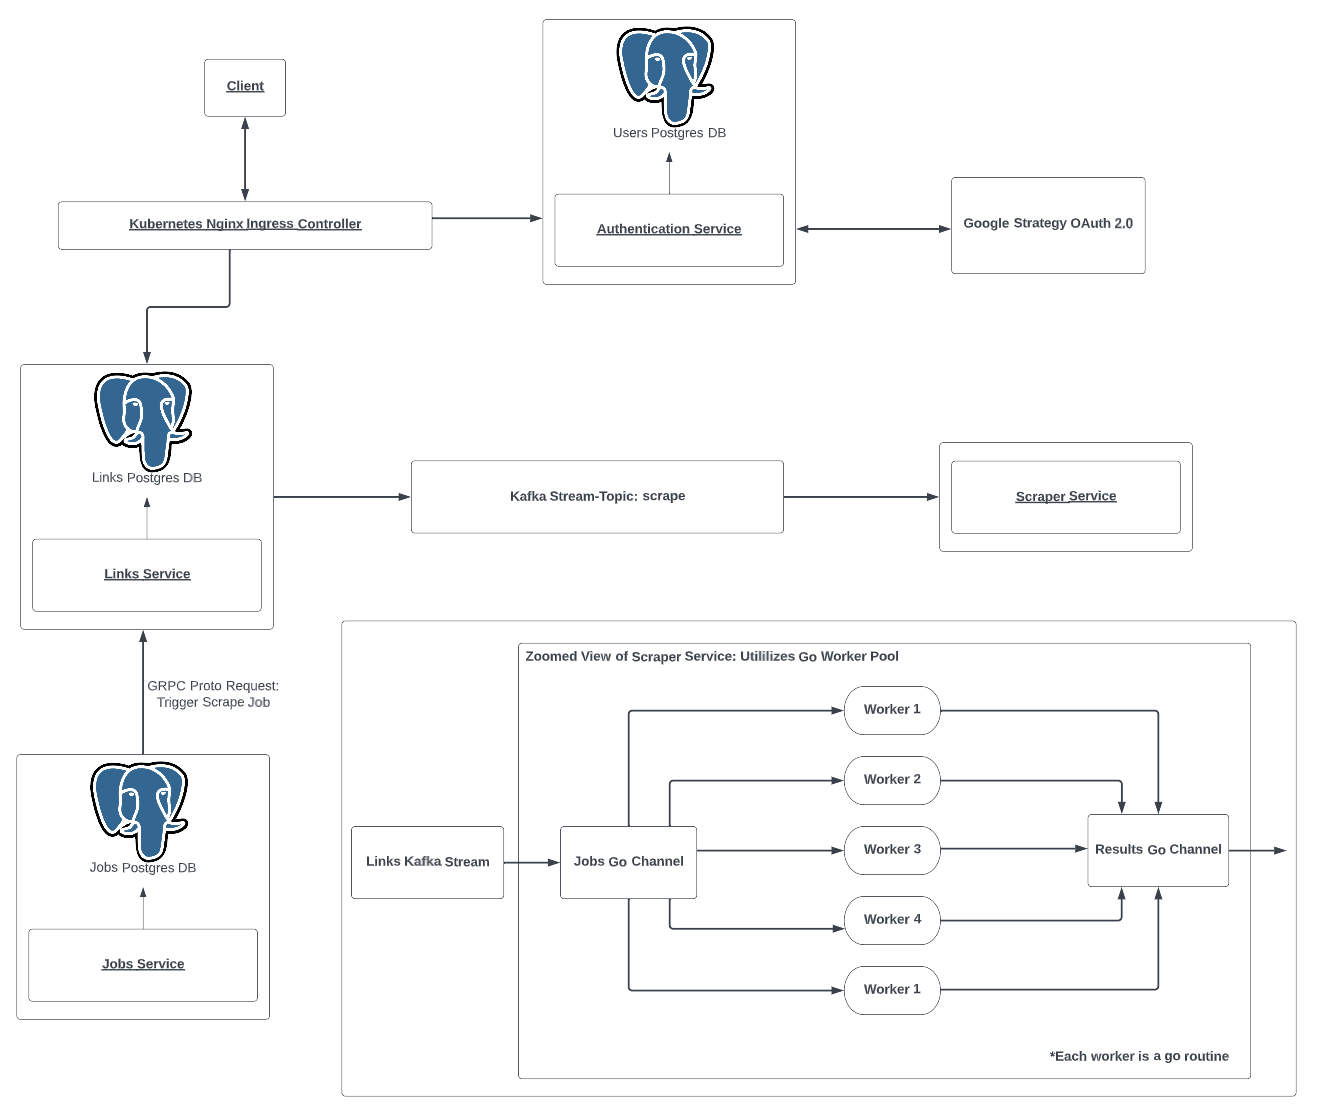 Client
Users Postgres DB
Kubernetes Nginx Ingress Controller
Authentication Service
Google Strategy OAuth 2.0
Links Postgres DB
Links Service
Kafka Stream-Topic: scrape
Scraper Service
GRPC Proto Request:
Trigger Scrape Job
Jobs Postgres DB
Jobs Service
Zoomed View of Scraper Service: Utililizes Go Worker Pool
Links Kafka Stream
Jobs Go Channel
Worker 1
Worker 2
Worker 3
Worker 4
Worker 1
Results Go Channel
*Each worker is a go routine